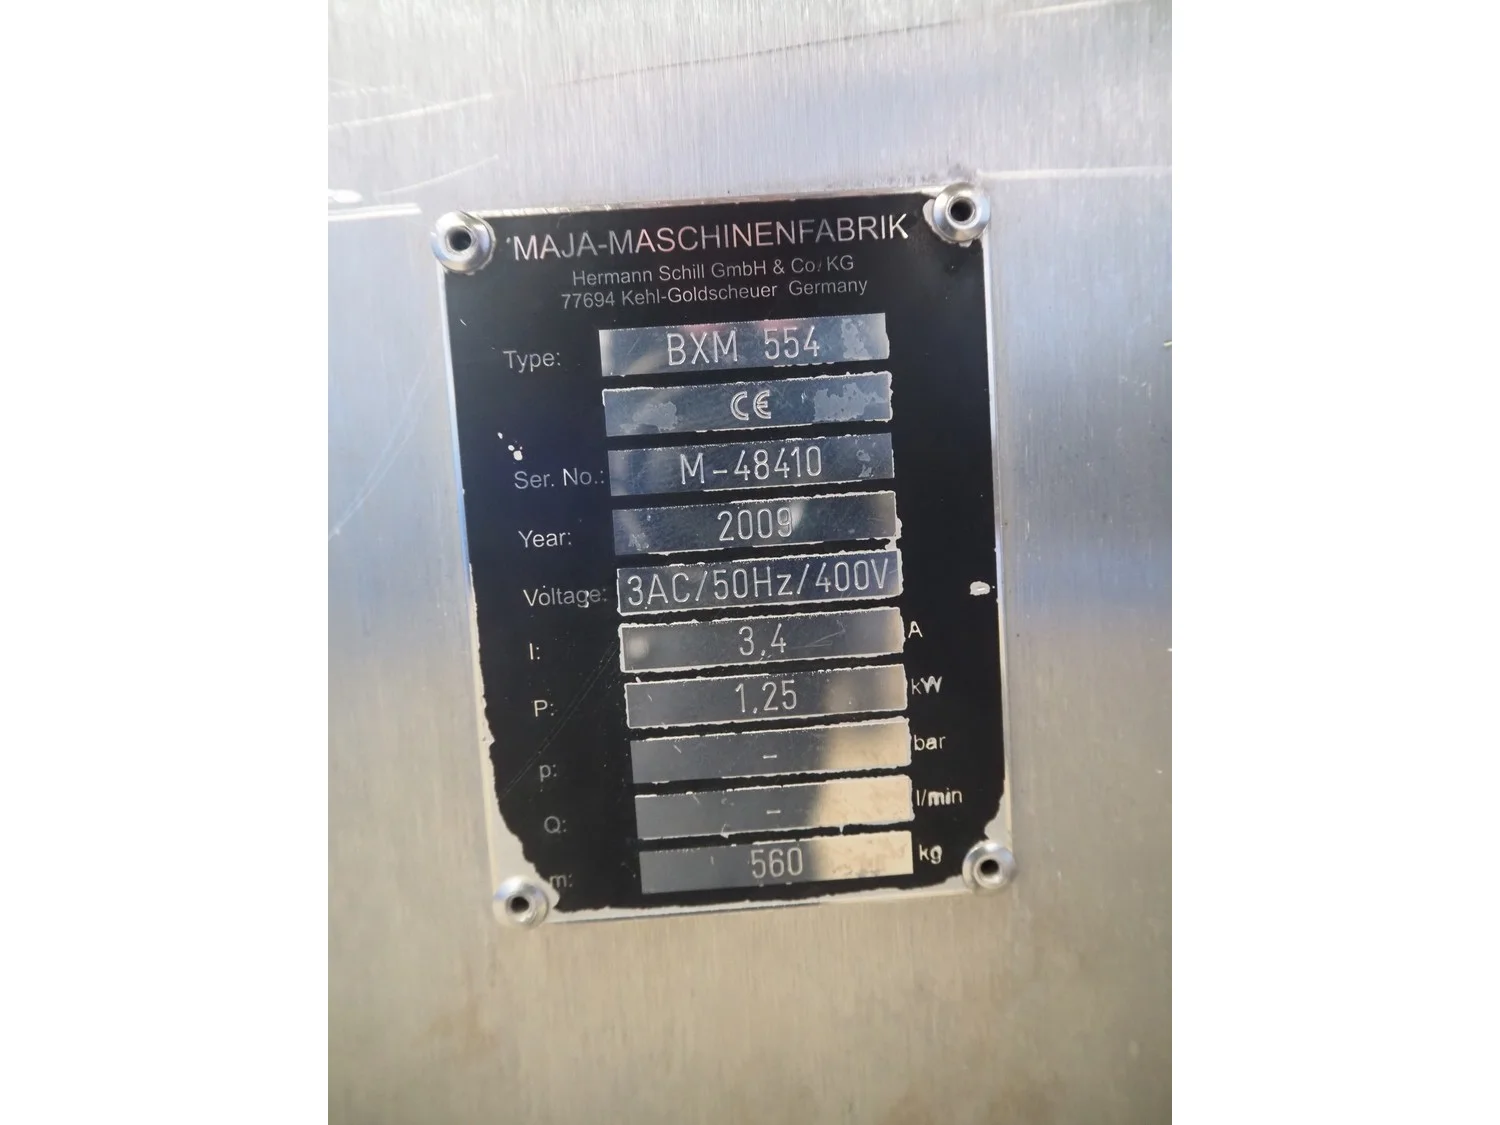 MAJA-MASCHINENFABRIK
Hermann Schill GmbH & Co. KG
77694 Kehl-Goldscheuer Germany
Type: BXM 554
CE
Ser. No.: M-48410
Year: 2009
Voltage: 3AC/50Hz/400V
I: 3,4 A
P: 1,25 kW
p: - bar
Q: - l/min
m: 560 kg